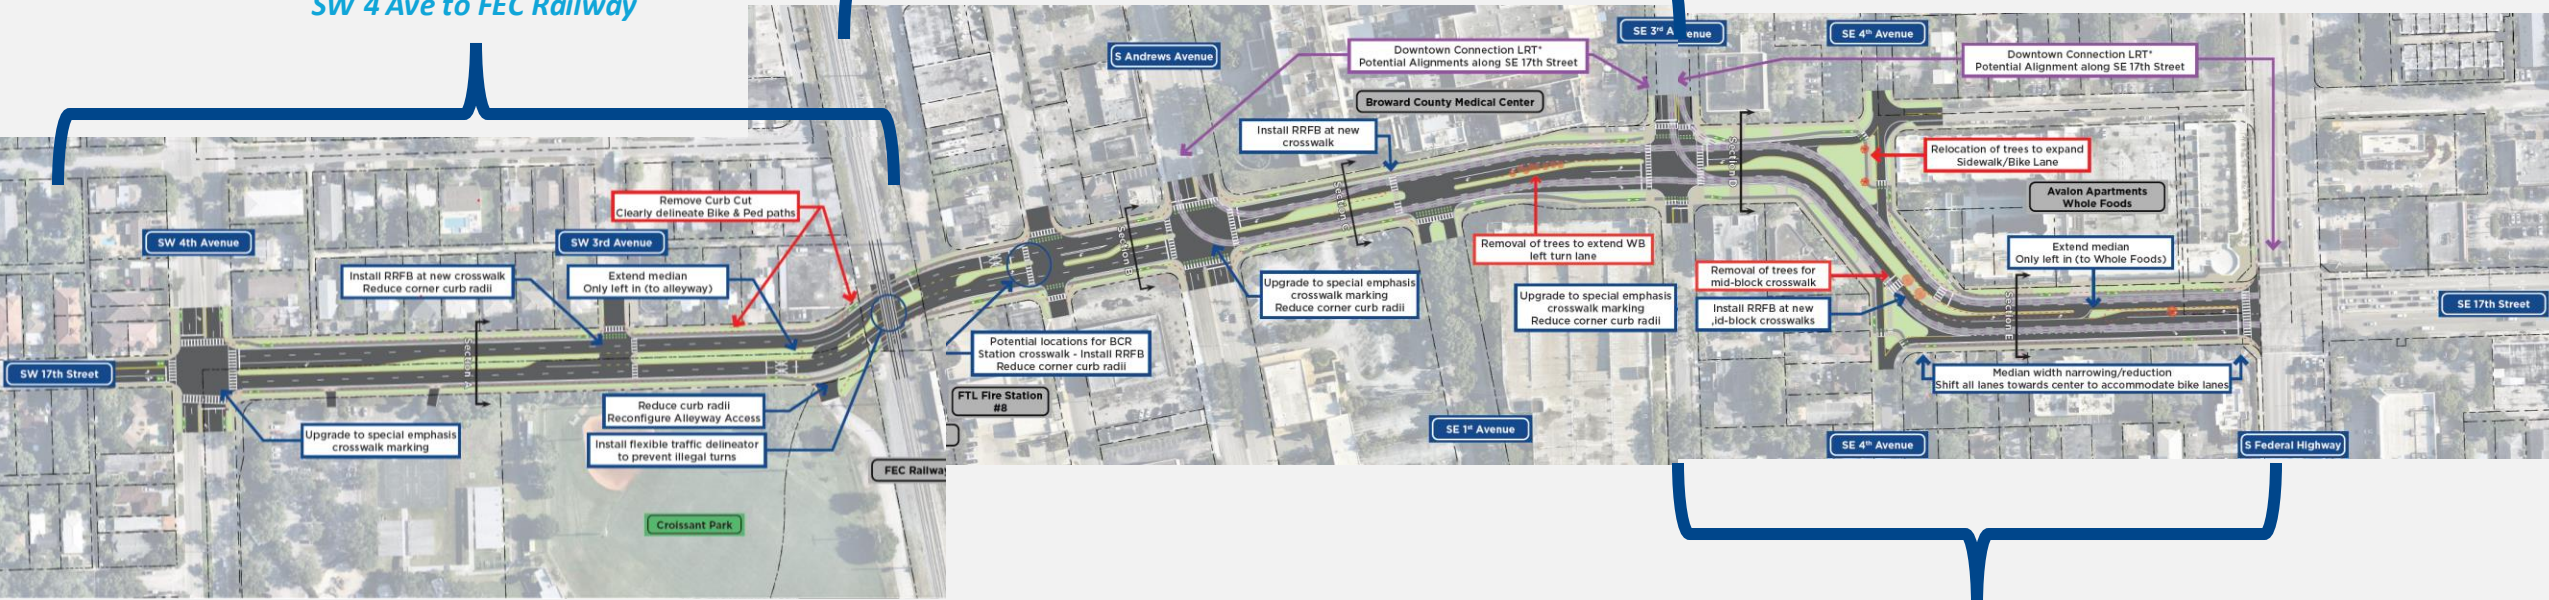 SW 4 Ave to FEC Railway
SW 4th Avenue
SW 3rd Avenue
Remove Curb Cut
Clearly delineate Bike & Ped paths
Install RRFB at new crosswalk
Reduce corner curb radii
Extend median
Only left in (to alleyway)
SW 17th Street
Section A
Upgrade to special emphasis
crosswalk marking
Reduce curb radii
Reconfigure Alleyway Access
Install flexible traffic delineator
to prevent illegal turns
FEC Railway
Croissant Park
S Andrews Avenue
Downtown Connection LRT*
Potential Alignments along SE 17th Street
Broward County Medical Center
Install RRFB at new
crosswalk
Section B
Section C
Removal of trees to extend WB
left turn lane
Upgrade to special emphasis
crosswalk marking
Reduce corner curb radii
Upgrade to special emphasis
crosswalk marking
Reduce corner curb radii
Potential locations for BCR
Station crosswalk - Install RRFB
Reduce corner curb radii
FTL Fire Station
#8
SE 1st Avenue
SE 3rd Avenue
SE 4th Avenue
Downtown Connection LRT*
Potential Alignment along SE 17th Street
Section D
Relocation of trees to expand
Sidewalk/Bike Lane
Avalon Apartments
Whole Foods
Extend median
Only left in (to Whole Foods)
Removal of trees for
mid-block crosswalk
Install RRFB at new
,id-block crosswalks
Section E
SE 17th Street
Median width narrowing/reduction
Shift all lanes towards center to accommodate bike lanes
SE 4th Avenue
S Federal Highway